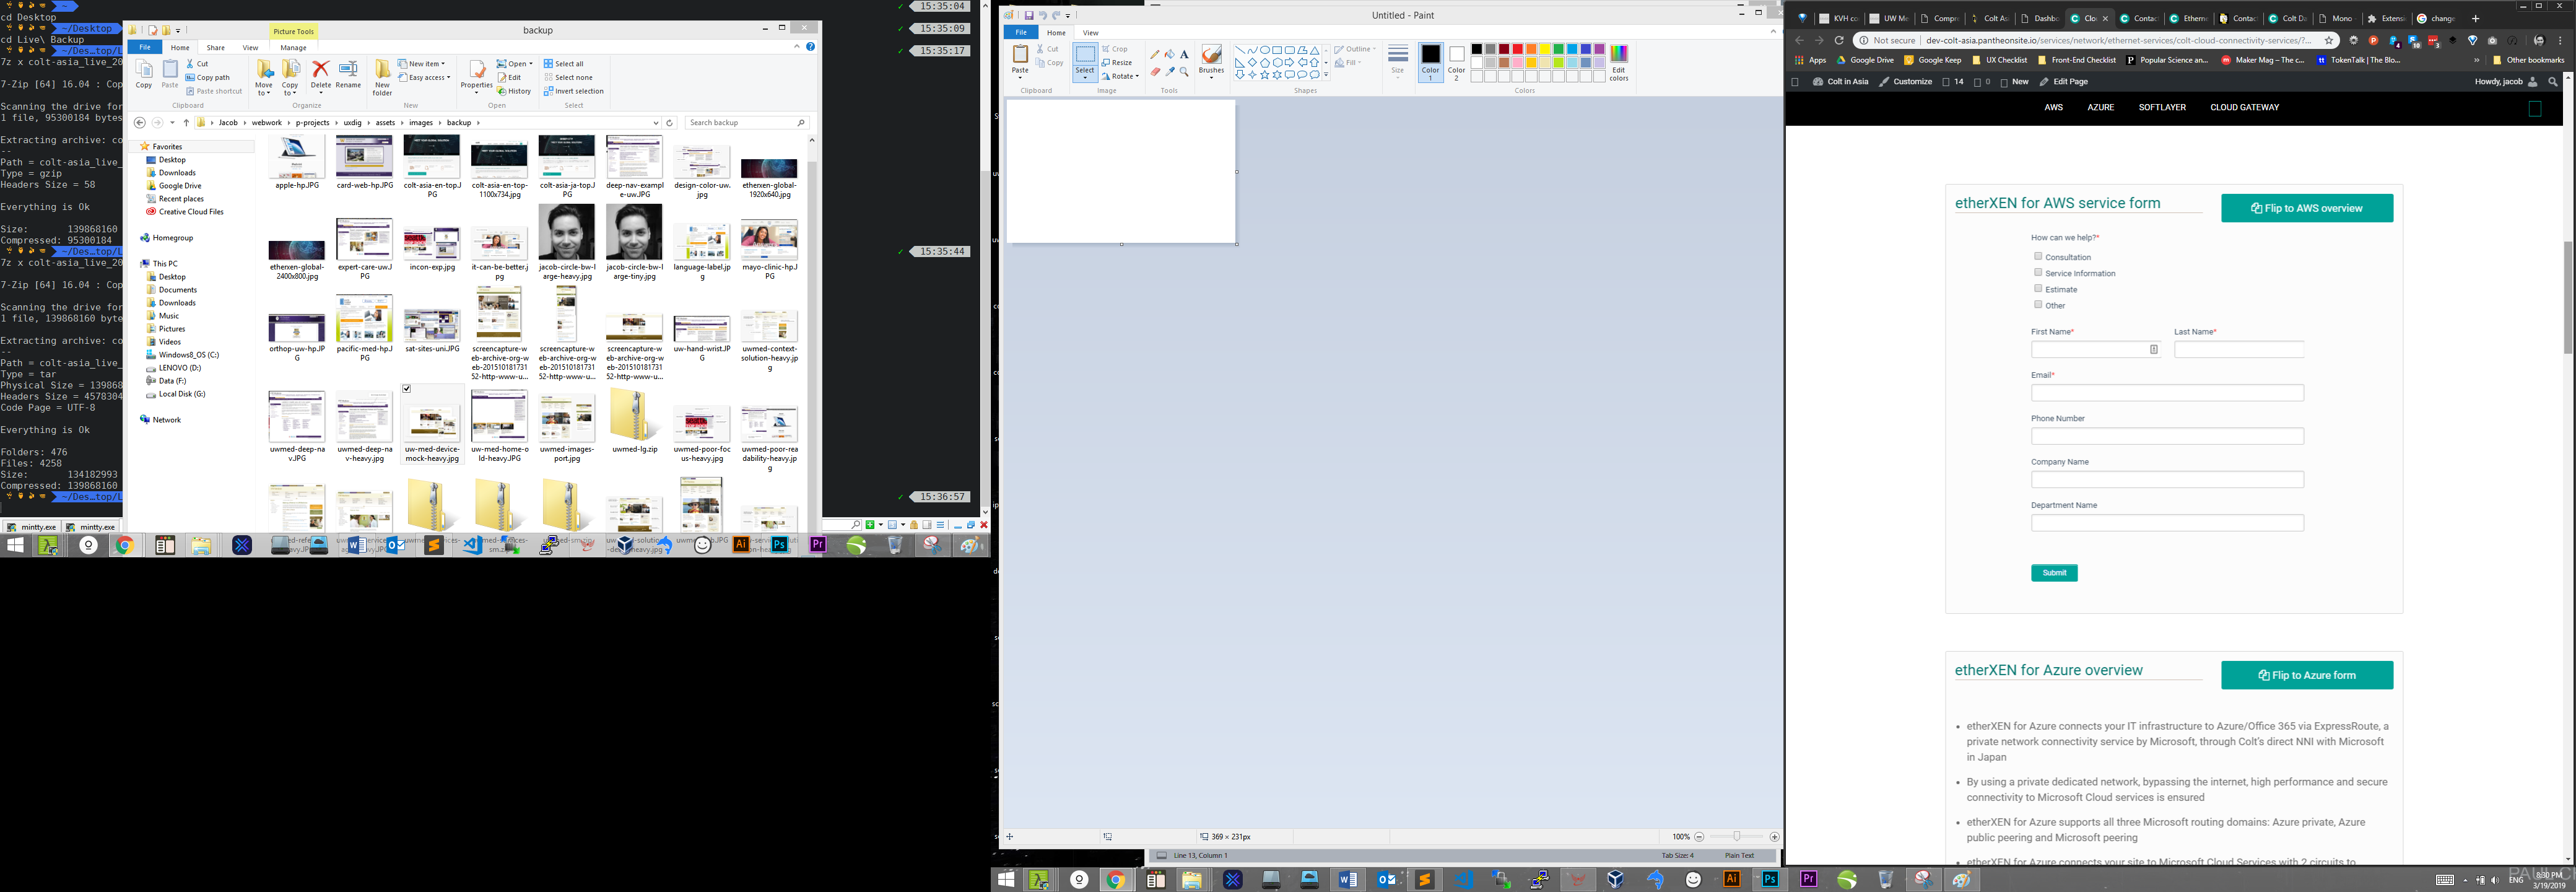 cd Desktop
~/Desktop
cd Live\ Backup
7z x colt-asia_live_20
7-Zip [64] 16.04 : Cop
Scanning the drive for
1 file, 95300184 bytes
Extracting archive: co
--
Path = colt-asia_live_
Type = gzip
Headers Size = 58
Everything is Ok
Size: 139868160
Compressed: 95300184
7z x colt-asia_live_20
7-Zip [64] 16.04 : Cop
Scanning the drive for
1 file, 139868160 byte
Extracting archive: co
--
Path = colt-asia_live_
Type = tar
Physical Size = 139868
Headers Size = 4578304
Code Page = UTF-8
Everything is Ok
Folders: 476
Files: 4258
Size: 134182993
Compressed: 139868160
~/Des…top/L
mintty.exe mintty.exe
15:35:04
15:35:09
15:35:17
15:35:44
15:36:57
Picture Tools backup
File Home Share View Manage
Copy Paste Cut Copy path Paste shortcut
Move to Copy to Delete Rename New folder New item Easy access
Properties Open Edit History Select all Select none Invert selection
Clipboard Organize New Open Select
Jacob webwork p-projects uxdig assets images backup Search backup
Favorites
Desktop
Downloads
Google Drive
Recent places
Creative Cloud Files
Homegroup
This PC
Desktop
Documents
Downloads
Music
Pictures
Videos
Windows8_OS (C:)
LENOVO (D:)
Data (F:)
Local Disk (G:)
Network
apple-hp.JPG card-web-hp.JPG colt-asia-en-top.JPG colt-asia-en-top-1100x734.jpg colt-asia-ja-top.JPG deep-nav-example-uw.JPG design-color-uw.jpg etherxen-global-1920x640.jpg
etherxen-global-2400x800.jpg expert-care-uw.JPG incon-exp.jpg it-can-be-better.jpg jacob-circle-bw-large-heavy.jpg jacob-circle-bw-large-tiny.jpg language-label.jpg mayo-clinic-hp.JPG
orthop-uw-hp.JPG pacific-med-hp.JPG sat-sites-uni.JPG screencapture-web-archive-org-web-20151018173152-http-www-u... screencapture-web-archive-org-web-20151018173152-http-www-u... screencapture-web-archive-org-web-20151018173152-http-www-u... uw-hand-wrist.JPG uwmed-context-solution-heavy.jpg
uwmed-deep-nav.JPG uwmed-deep-nav-heavy.jpg uw-med-device-mock-heavy.jpg uw-med-home-old-heavy.JPG uwmed-images-port.jpg uwmed-lg.zip uwmed-poor-focus-heavy.jpg uwmed-poor-readability-heavy.jpg
Untitled - Paint
File Home View
Paste Cut Copy Select Crop Resize Rotate Brushes Outline Fill Size Color 1 Color 2 Edit colors
Clipboard Image Tools Shapes Colors
369 × 231px 100%
Line 13, Column 1 Tab Size: 4 Plain Text
KVH co UW Me Compre Colt As Dashbo Clou Contac Etherne Contac Colt Da Mono Extensi change
Not secure dev-colt-asia.pantheonsite.io/services/network/ethernet-services/colt-cloud-connectivity-services/?...
Apps Google Drive Google Keep UX Checklist Front-End Checklist Popular Science an... Maker Mag – The c... TokenTalk | The Blo... Other bookmarks
Colt in Asia Customize 14 0 New Edit Page Howdy, jacob
AWS AZURE SOFTLAYER CLOUD GATEWAY
etherXEN for AWS service form
Flip to AWS overview
How can we help?*
Consultation
Service Information
Estimate
Other
First Name* Last Name*
Email*
Phone Number
Company Name
Department Name
Submit
etherXEN for Azure overview
Flip to Azure form
etherXEN for Azure connects your IT infrastructure to Azure/Office 365 via ExpressRoute, a
private network connectivity service by Microsoft, through Colt's direct NNI with Microsoft
in Japan
By using a private dedicated network, bypassing the internet, high performance and secure
connectivity to Microsoft Cloud services is ensured
etherXEN for Azure supports all three Microsoft routing domains: Azure private, Azure
public peering and Microsoft peering
etherXEN for Azure connects your site to Microsoft Cloud Services with 2 circuits to
ENG
8:30 PM
3/19/2019